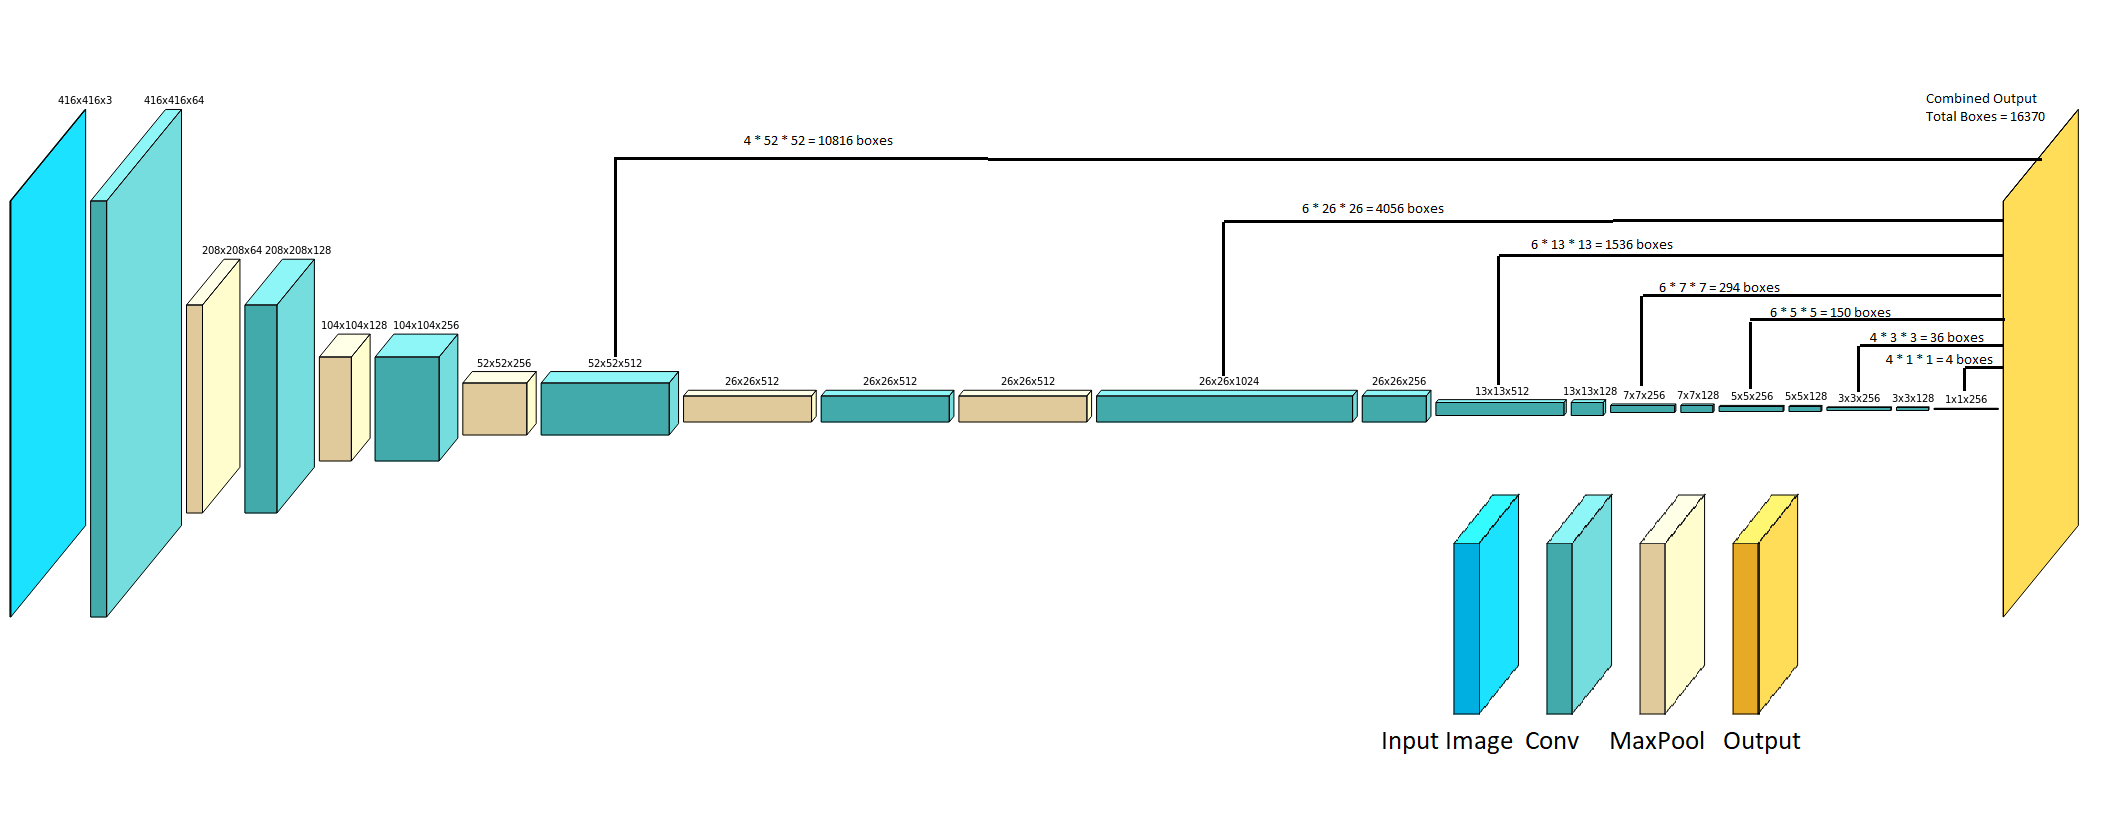 416x416x3
416x416x64
208x208x64
208x208x128
104x104x128
104x104x256
52x52x256
52x52x512
26x26x512
26x26x512
26x26x512
26x26x1024
26x26x256
13x13x512
13x13x128
7x7x256
7x7x128
5x5x256
5x5x128
3x3x256
3x3x128
1x1x256
4 * 52 * 52 = 10816 boxes
6 * 26 * 26 = 4056 boxes
6 * 13 * 13 = 1536 boxes
6 * 7 * 7 = 294 boxes
6 * 5 * 5 = 150 boxes
4 * 3 * 3 = 36 boxes
4 * 1 * 1 = 4 boxes
Combined Output
Total Boxes = 16370
Input Image
Conv
MaxPool
Output